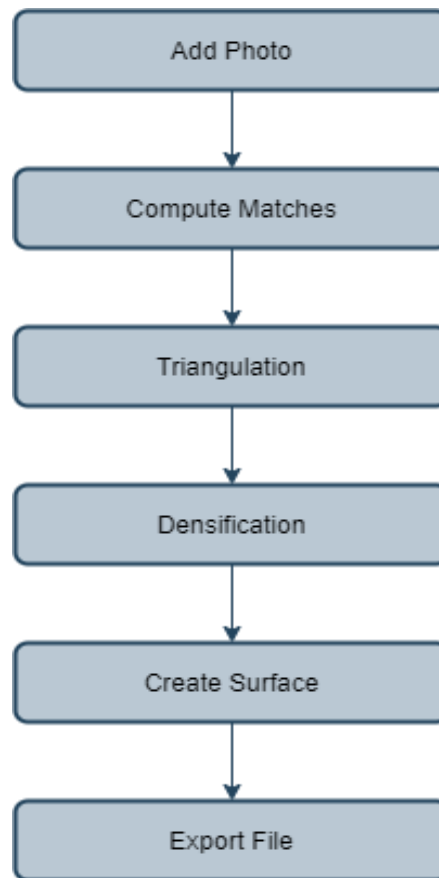 Add Photo
Compute Matches
Triangulation
Densification
Create Surface
Export File